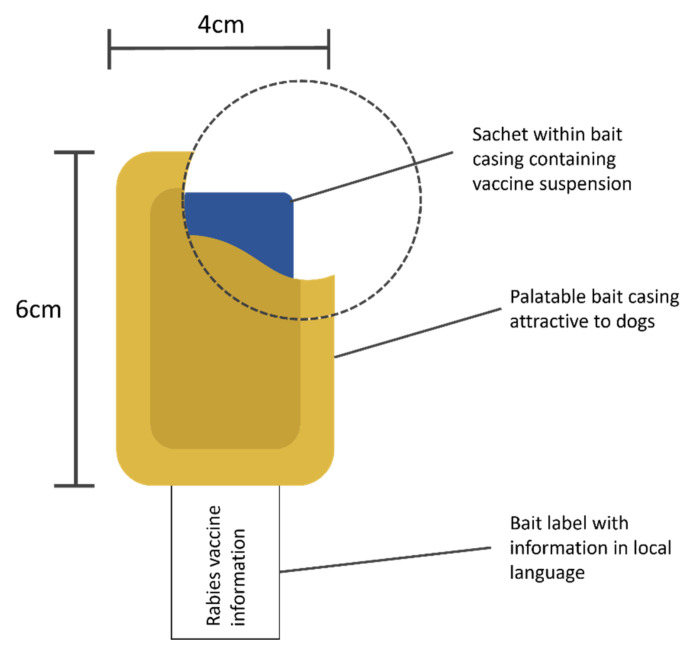 4cm
Sachet within bait
casing containing
vaccine suspension
6cm
Palatable bait casing
attractive to dogs
Bait label with
information in local
language
Rabies vaccine
information